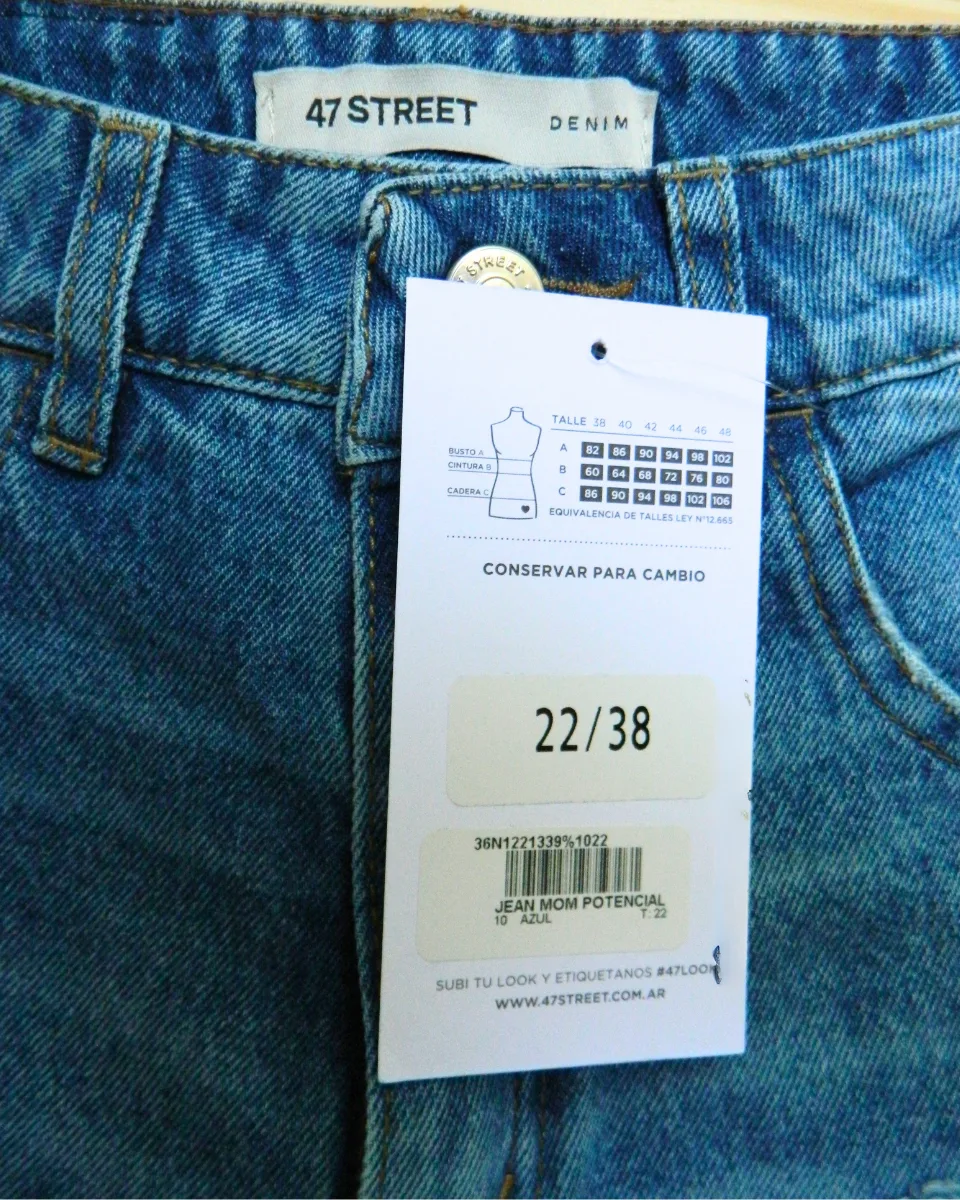 47 STREET DENIM
STREET
TALLE 38 40 42 44 46 48
BUSTO A
CINTURA B
CADERA C
A 82 86 90 94 98 102
B 60 64 68 72 76 80
C 86 90 94 98 102 106
EQUIVALENCIA DE TALLES LEY N°12.665
CONSERVAR PARA CAMBIO
22/38
36N1221339%1022
JEAN MOM POTENCIAL
10 AZUL T: 22
SUBI TU LOOK Y ETIQUETANOS #47LOOK
WWW.47STREET.COM.AR